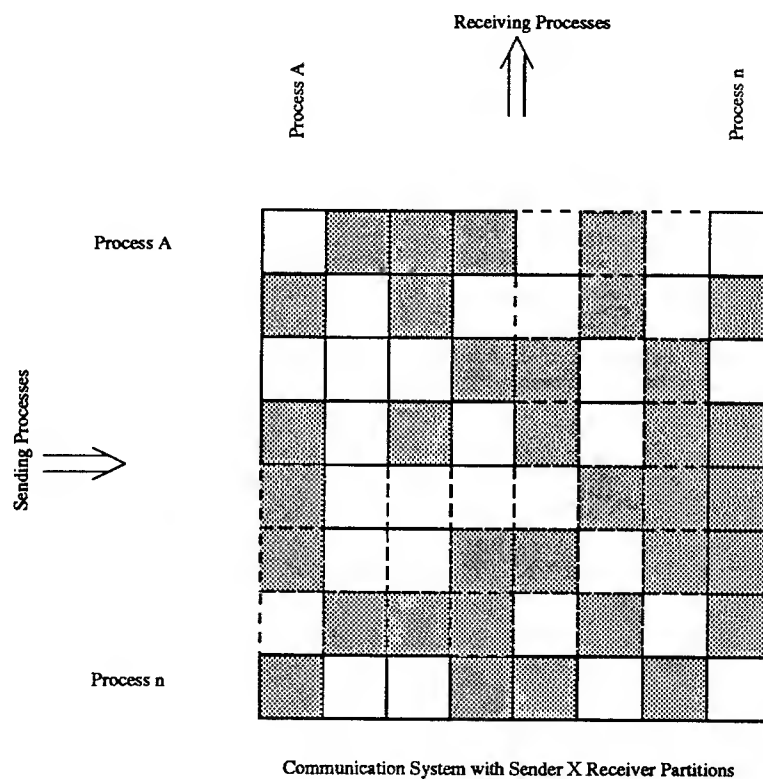 Receiving Processes
Process A
Process n
Process A
Sending Processes
Process n
Communication System with Sender X Receiver Partitions